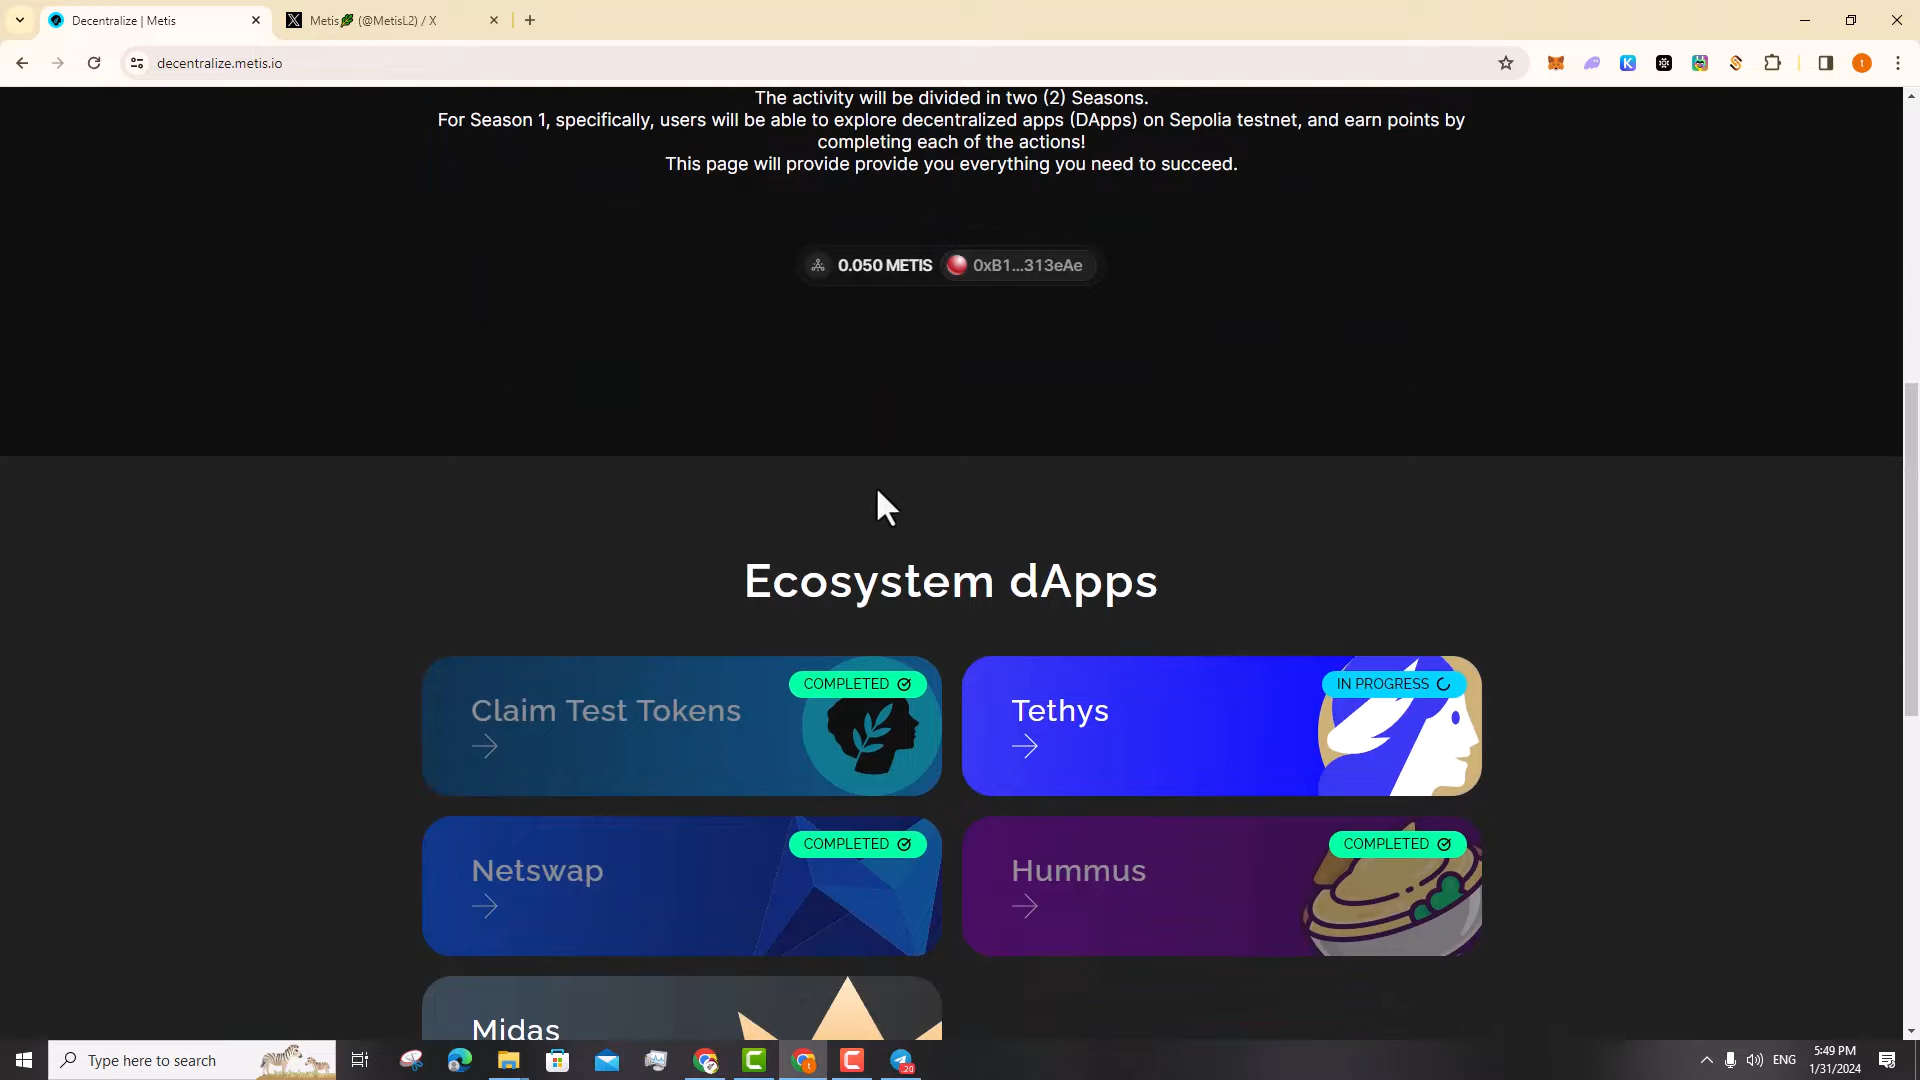 Decentralize | Metis
Metis🌿 (@MetisL2) / X
decentralize.metis.io
The activity will be divided in two (2) Seasons.
For Season 1, specifically, users will be able to explore decentralized apps (DApps) on Sepolia testnet, and earn points by
completing each of the actions!
This page will provide provide you everything you need to succeed.
0.050 METIS 0xB1...313eAe
Ecosystem dApps
COMPLETED
Claim Test Tokens
IN PROGRESS
Tethys
COMPLETED
Netswap
COMPLETED
Hummus
Midas
Type here to search
20
ENG
5:49 PM
1/31/2024